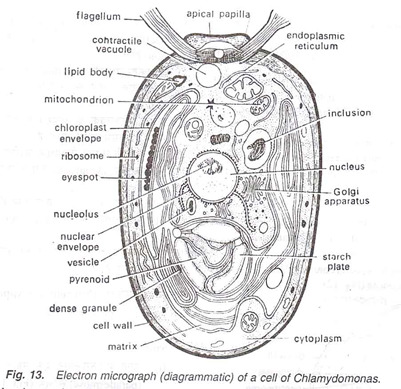 flagellum
apical papilla
contractile
vacuole
endoplasmic
reticulum
lipid body
mitochondrion
inclusion
chloroplast
envelope
ribosome
eyespot
nucleus
Golgi
apparatus
nucleolus
nuclear
envelope
vesicle
starch
plate
pyrenoid
dense granule
cell wall
matrix
cytoplasm
Fig. 13. Electron micrograph (diagrammatic) of a cell of Chlamydomonas.